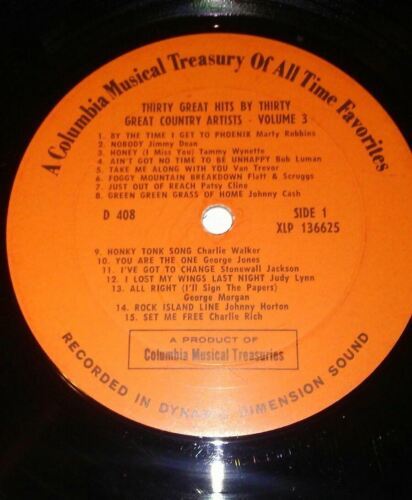 A Columbia Musical Treasury Of All Time Favorites
THIRTY GREAT HITS BY THIRTY
GREAT COUNTRY ARTISTS - VOLUME 3
1. BY THE TIME I GET TO PHOENIX Marty Robbins
2. NOBODY Jimmy Dean
3. HONEY (I Miss You) Tammy Wynette
4. AIN'T GOT NO TIME TO BE UNHAPPY Bob Luman
5. TAKE ME ALONG WITH YOU Van Trevor
6. FOGGY MOUNTAIN BREAKDOWN Flatt & Scruggs
7. JUST OUT OF REACH Patsy Cline
8. GREEN GREEN GRASS OF HOME Johnny Cash
D 408
SIDE 1
XLP 136625
9. HONKY TONK SONG Charlie Walker
10. YOU ARE THE ONE George Jones
11. I'VE GOT TO CHANGE Stonewall Jackson
12. I LOST MY WINGS LAST NIGHT Judy Lynn
13. ALL RIGHT (I'll Sign The Papers)
George Morgan
14. ROCK ISLAND LINE Johnny Horton
15. SET ME FREE Charlie Rich
A PRODUCT OF
Columbia Musical Treasuries
RECORDED IN DYNAMIC DIMENSION SOUND